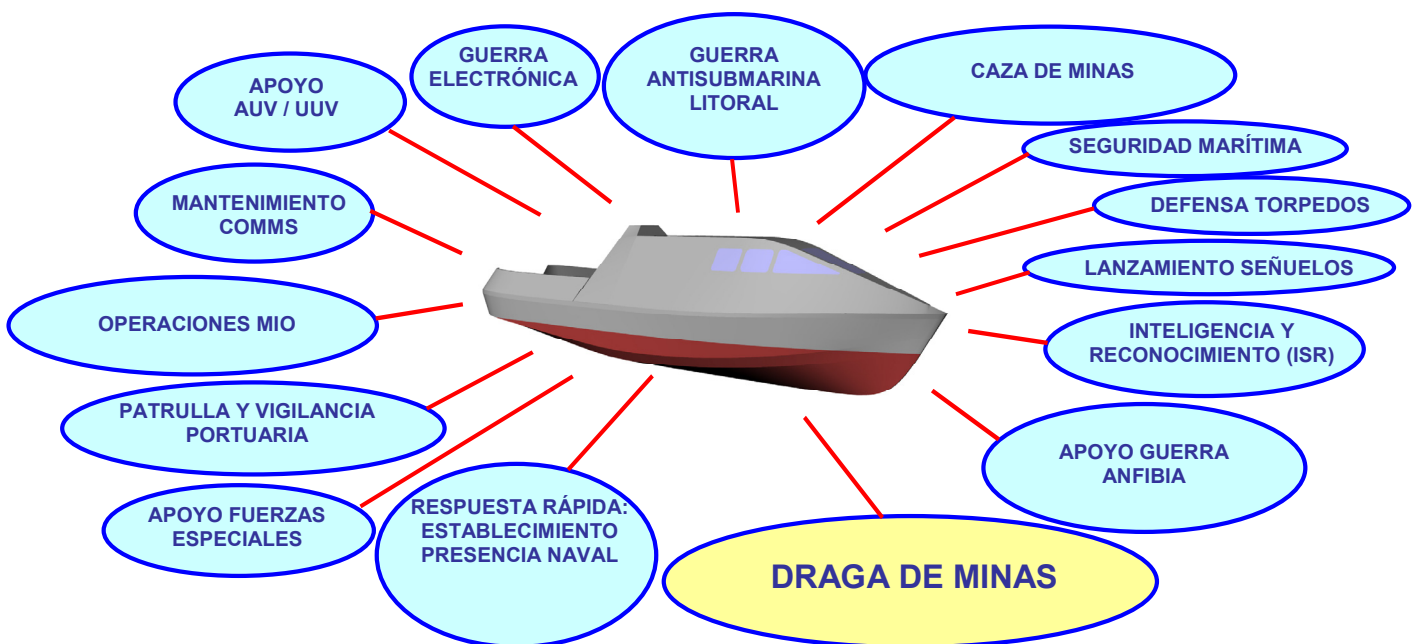 GUERRA
ELECTRÓNICA
GUERRA
ANTISUBMARINA
LITORAL
CAZA DE MINAS
APOYO
AUV / UUV
SEGURIDAD MARÍTIMA
MANTENIMIENTO
COMMS
DEFENSA TORPEDOS
LANZAMIENTO SEÑUELOS
OPERACIONES MIO
INTELIGENCIA Y
RECONOCIMIENTO (ISR)
PATRULLA Y VIGILANCIA
PORTUARIA
APOYO GUERRA
ANFIBIA
APOYO FUERZAS
ESPECIALES
RESPUESTA RÁPIDA:
ESTABLECIMIENTO
PRESENCIA NAVAL
DRAGA DE MINAS